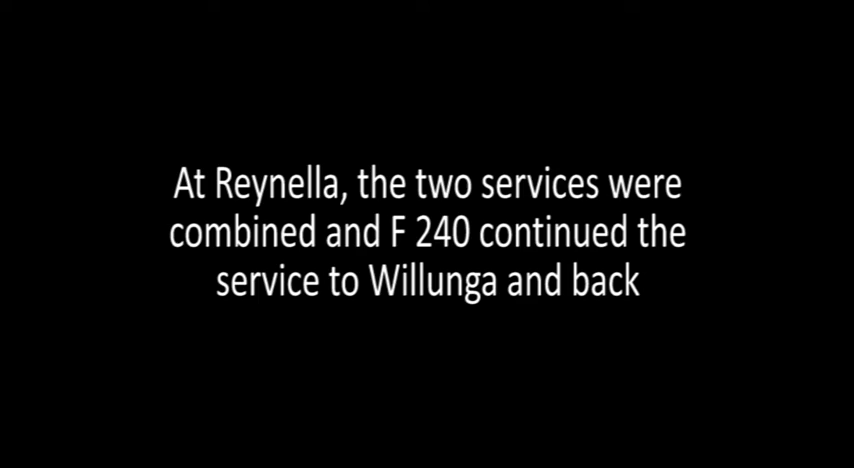 At Reynella, the two services were
combined and F 240 continued the
service to Willunga and back